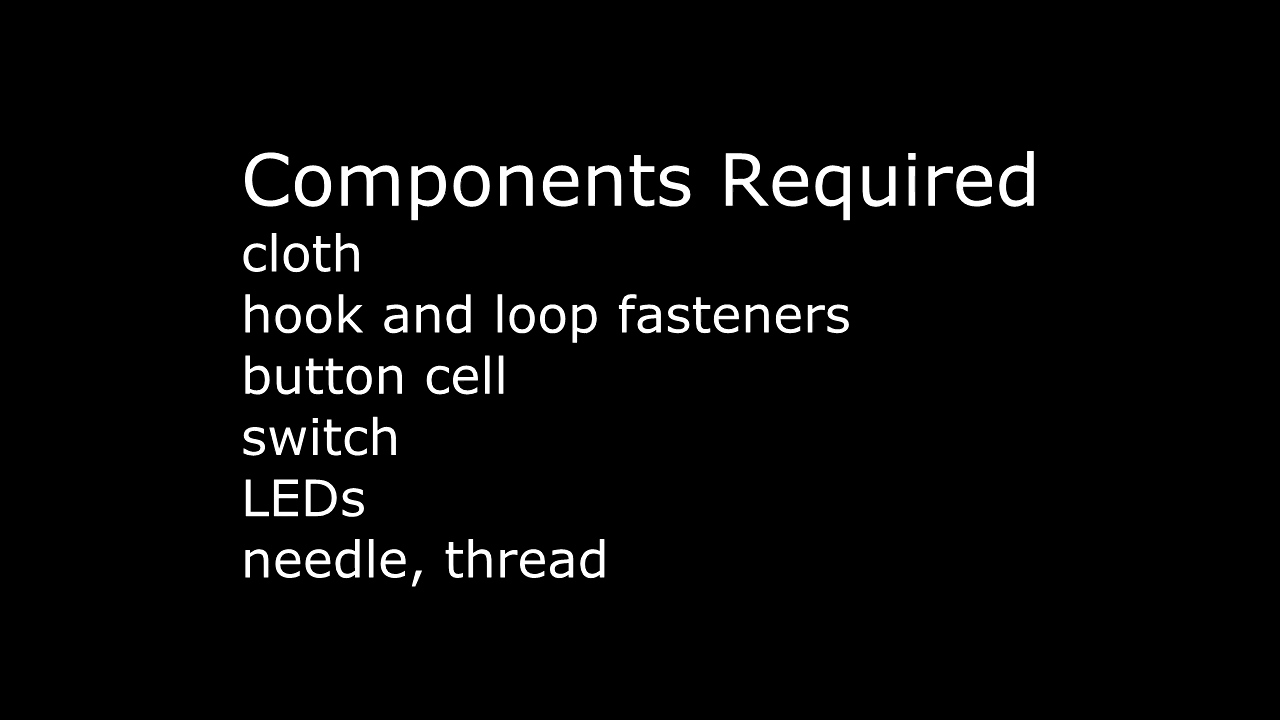 Components Required
cloth
hook and loop fasteners
button cell
switch
LEDs
needle, thread